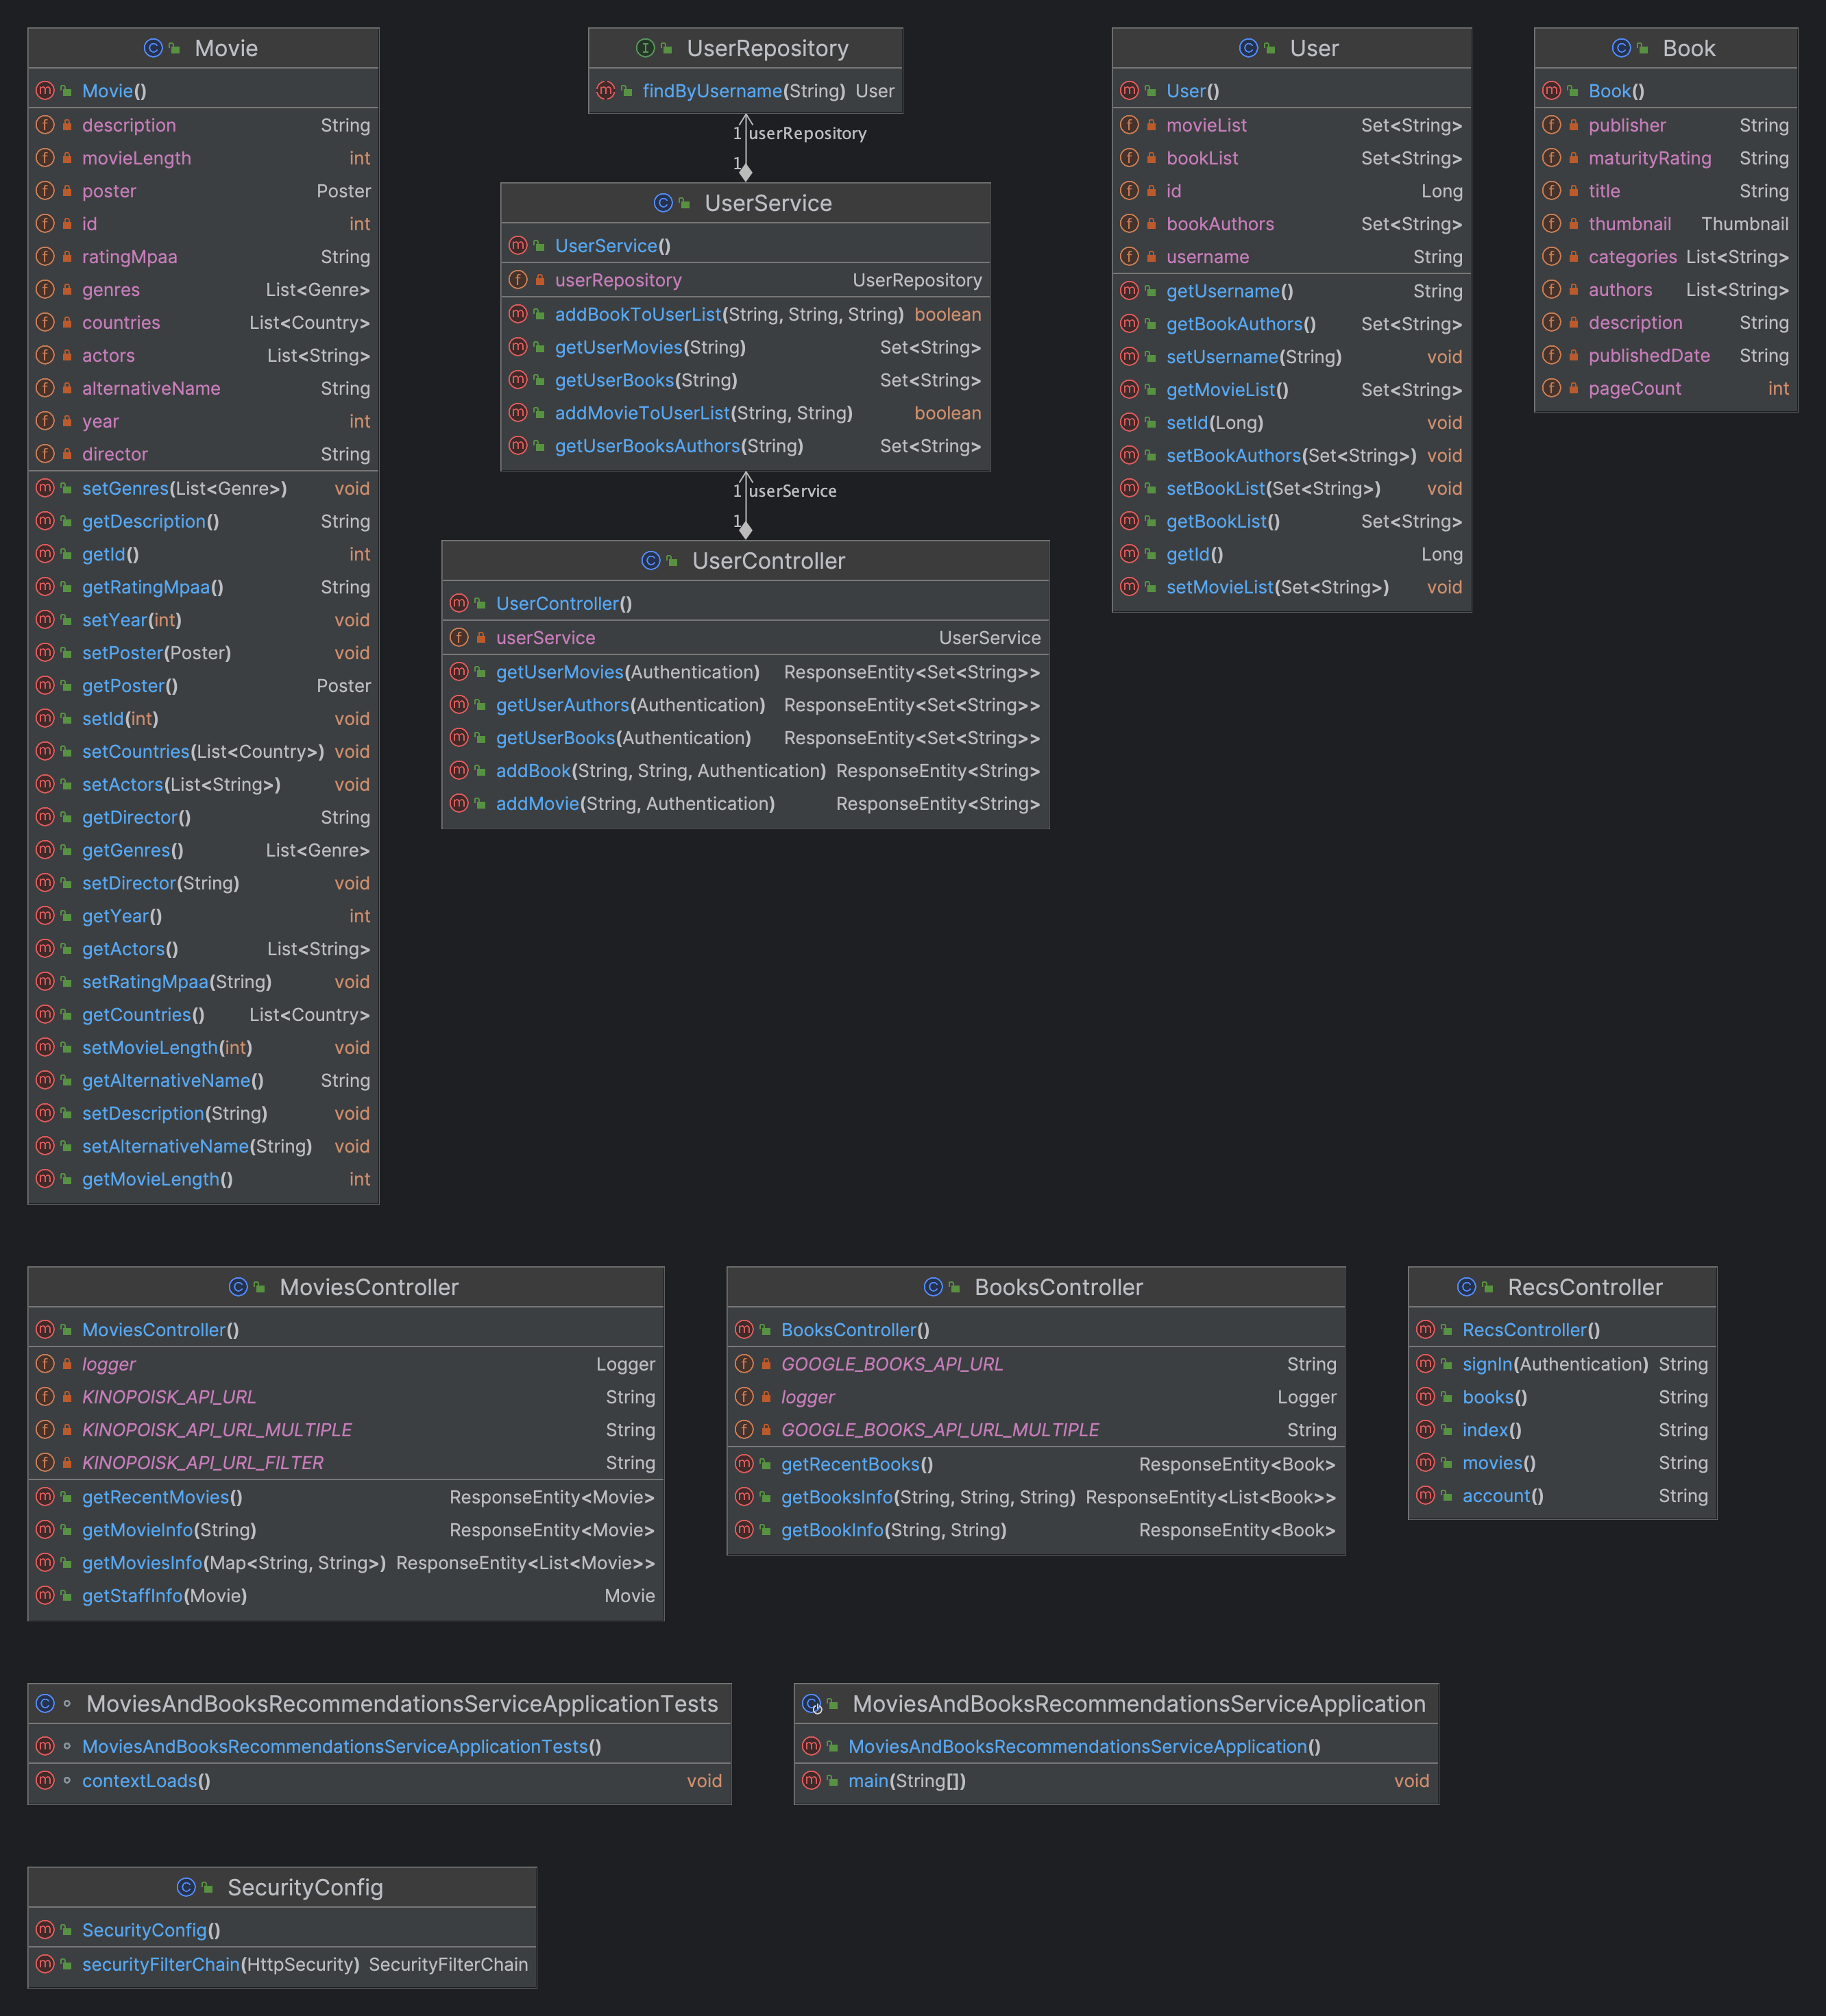 Movie
Movie()
description String
movieLength int
poster Poster
id int
ratingMpaa String
genres List<Genre>
countries List<Country>
actors List<String>
alternativeName String
year int
director String
setGenres(List<Genre>) void
getDescription() String
getId() int
getRatingMpaa() String
setYear(int) void
setPoster(Poster) void
getPoster() Poster
setId(int) void
setCountries(List<Country>) void
setActors(List<String>) void
getDirector() String
getGenres() List<Genre>
setDirector(String) void
getYear() int
getActors() List<String>
setRatingMpaa(String) void
getCountries() List<Country>
setMovieLength(int) void
getAlternativeName() String
setDescription(String) void
setAlternativeName(String) void
getMovieLength() int
UserRepository
findByUsername(String) User
1 userRepository
1
UserService
UserService()
userRepository UserRepository
addBookToUserList(String, String, String) boolean
getUserMovies(String) Set<String>
getUserBooks(String) Set<String>
addMovieToUserList(String, String) boolean
getUserBooksAuthors(String) Set<String>
1 userService
1
UserController
UserController()
userService UserService
getUserMovies(Authentication) ResponseEntity<Set<String>>
getUserAuthors(Authentication) ResponseEntity<Set<String>>
getUserBooks(Authentication) ResponseEntity<Set<String>>
addBook(String, String, Authentication) ResponseEntity<String>
addMovie(String, Authentication) ResponseEntity<String>
User
User()
movieList Set<String>
bookList Set<String>
id Long
bookAuthors Set<String>
username String
getUsername() String
getBookAuthors() Set<String>
setUsername(String) void
getMovieList() Set<String>
setId(Long) void
setBookAuthors(Set<String>) void
setBookList(Set<String>) void
getBookList() Set<String>
getId() Long
setMovieList(Set<String>) void
Book
Book()
publisher String
maturityRating String
title String
thumbnail Thumbnail
categories List<String>
authors List<String>
description String
publishedDate String
pageCount int
MoviesController
MoviesController()
logger Logger
KINOPOISK_API_URL String
KINOPOISK_API_URL_MULTIPLE String
KINOPOISK_API_URL_FILTER String
getRecentMovies() ResponseEntity<Movie>
getMovieInfo(String) ResponseEntity<Movie>
getMoviesInfo(Map<String, String>) ResponseEntity<List<Movie>>
getStaffInfo(Movie) Movie
BooksController
BooksController()
GOOGLE_BOOKS_API_URL String
logger Logger
GOOGLE_BOOKS_API_URL_MULTIPLE String
getRecentBooks() ResponseEntity<Book>
getBooksInfo(String, String, String) ResponseEntity<List<Book>>
getBookInfo(String, String) ResponseEntity<Book>
RecsController
RecsController()
signIn(Authentication) String
books() String
index() String
movies() String
account() String
MoviesAndBooksRecommendationsServiceApplicationTests
MoviesAndBooksRecommendationsServiceApplicationTests()
contextLoads() void
MoviesAndBooksRecommendationsServiceApplication
MoviesAndBooksRecommendationsServiceApplication()
main(String[]) void
SecurityConfig
SecurityConfig()
securityFilterChain(HttpSecurity) SecurityFilterChain